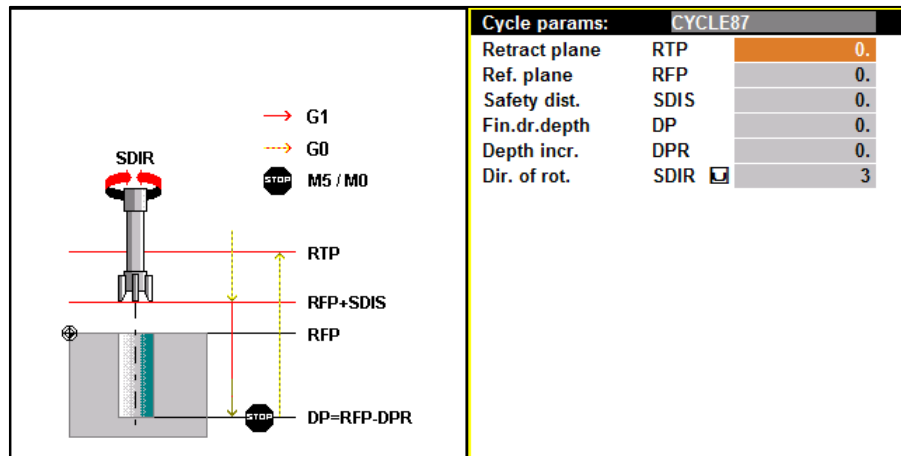 G1
G0
SDIR
STOP
M5 / M0
RTP
RFP+SDIS
RFP
STOP
DP=RFP-DPR
Cycle params: CYCLE87
Retract plane RTP 0.
Ref. plane RFP 0.
Safety dist. SDIS 0.
Fin.dr.depth DP 0.
Depth incr. DPR 0.
Dir. of rot. SDIR 3